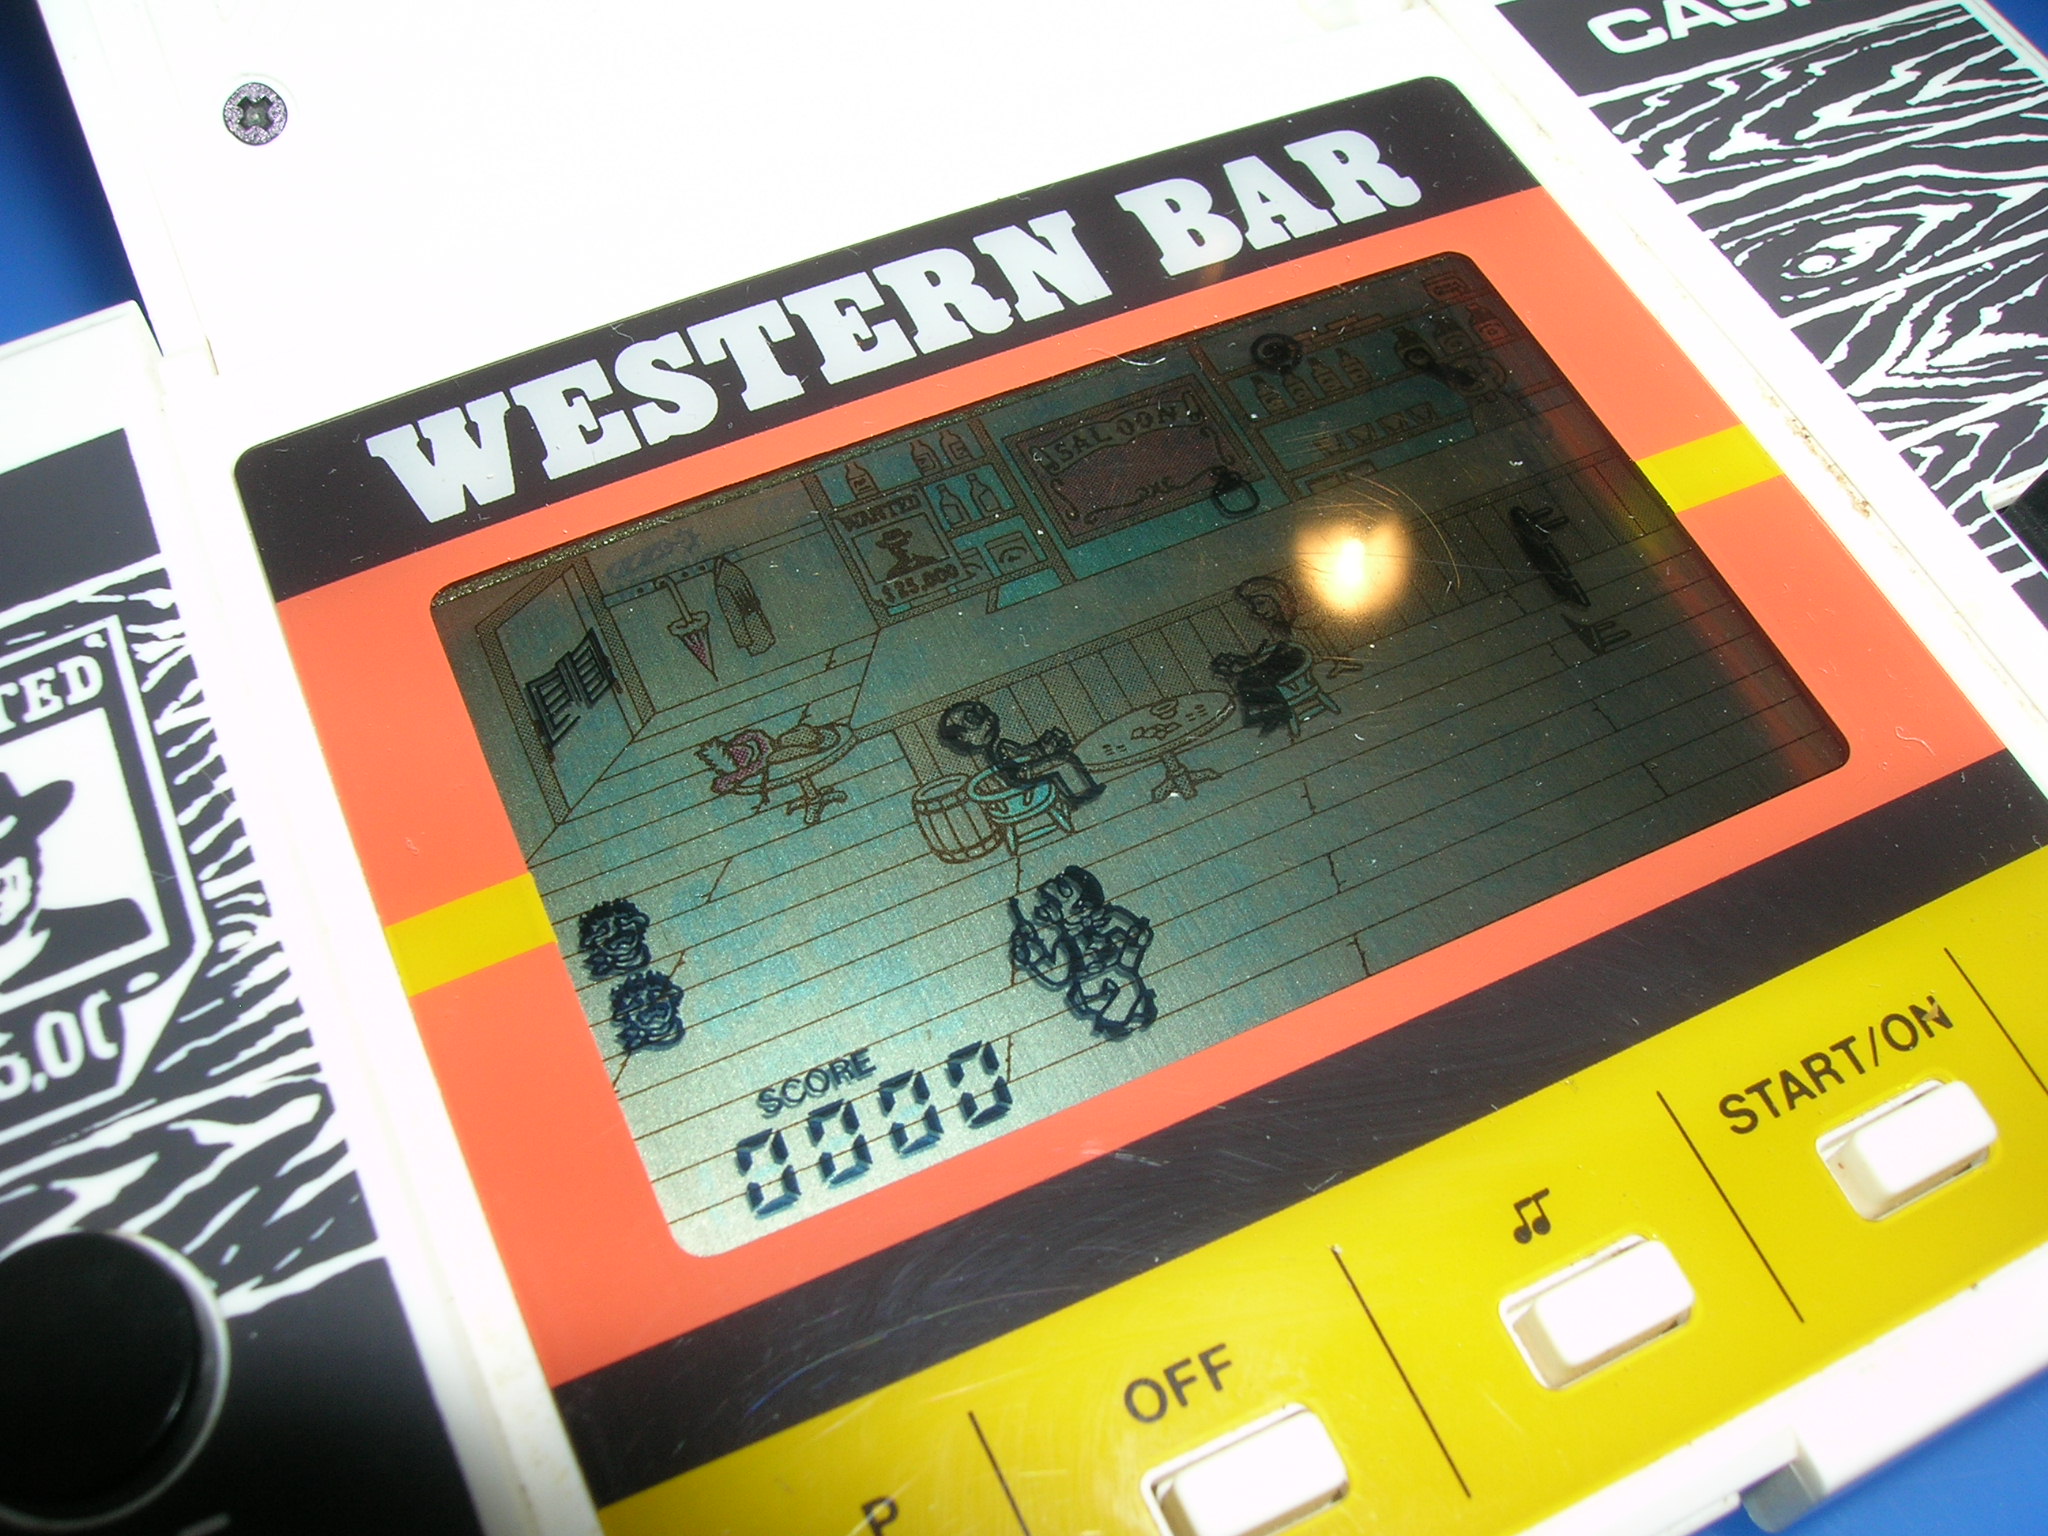 WESTERN BAR
SALOON
WANTED
$25,000
SCORE
0000
START/ON
OFF
P